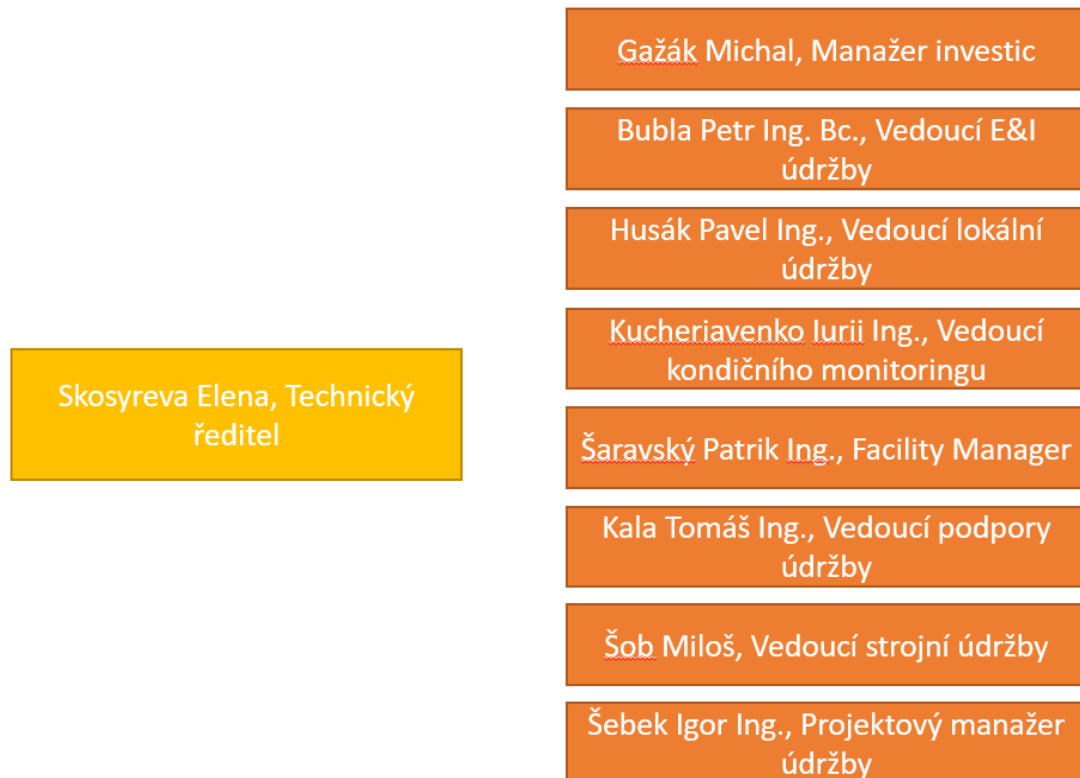 Gažák Michal, Manažer investic
Bubla Petr Ing. Bc., Vedoucí E&I
údržby
Husák Pavel Ing., Vedoucí lokální
údržby
Kucheriavenko Iurii Ing., Vedoucí
kondičního monitoringu
Skosyreva Elena, Technický
ředitel
Šaravský Patrik Ing., Facility Manager
Kala Tomáš Ing., Vedoucí podpory
údržby
Šob Miloš, Vedoucí strojní údržby
Šebek Igor Ing., Projektový manažer
údržby